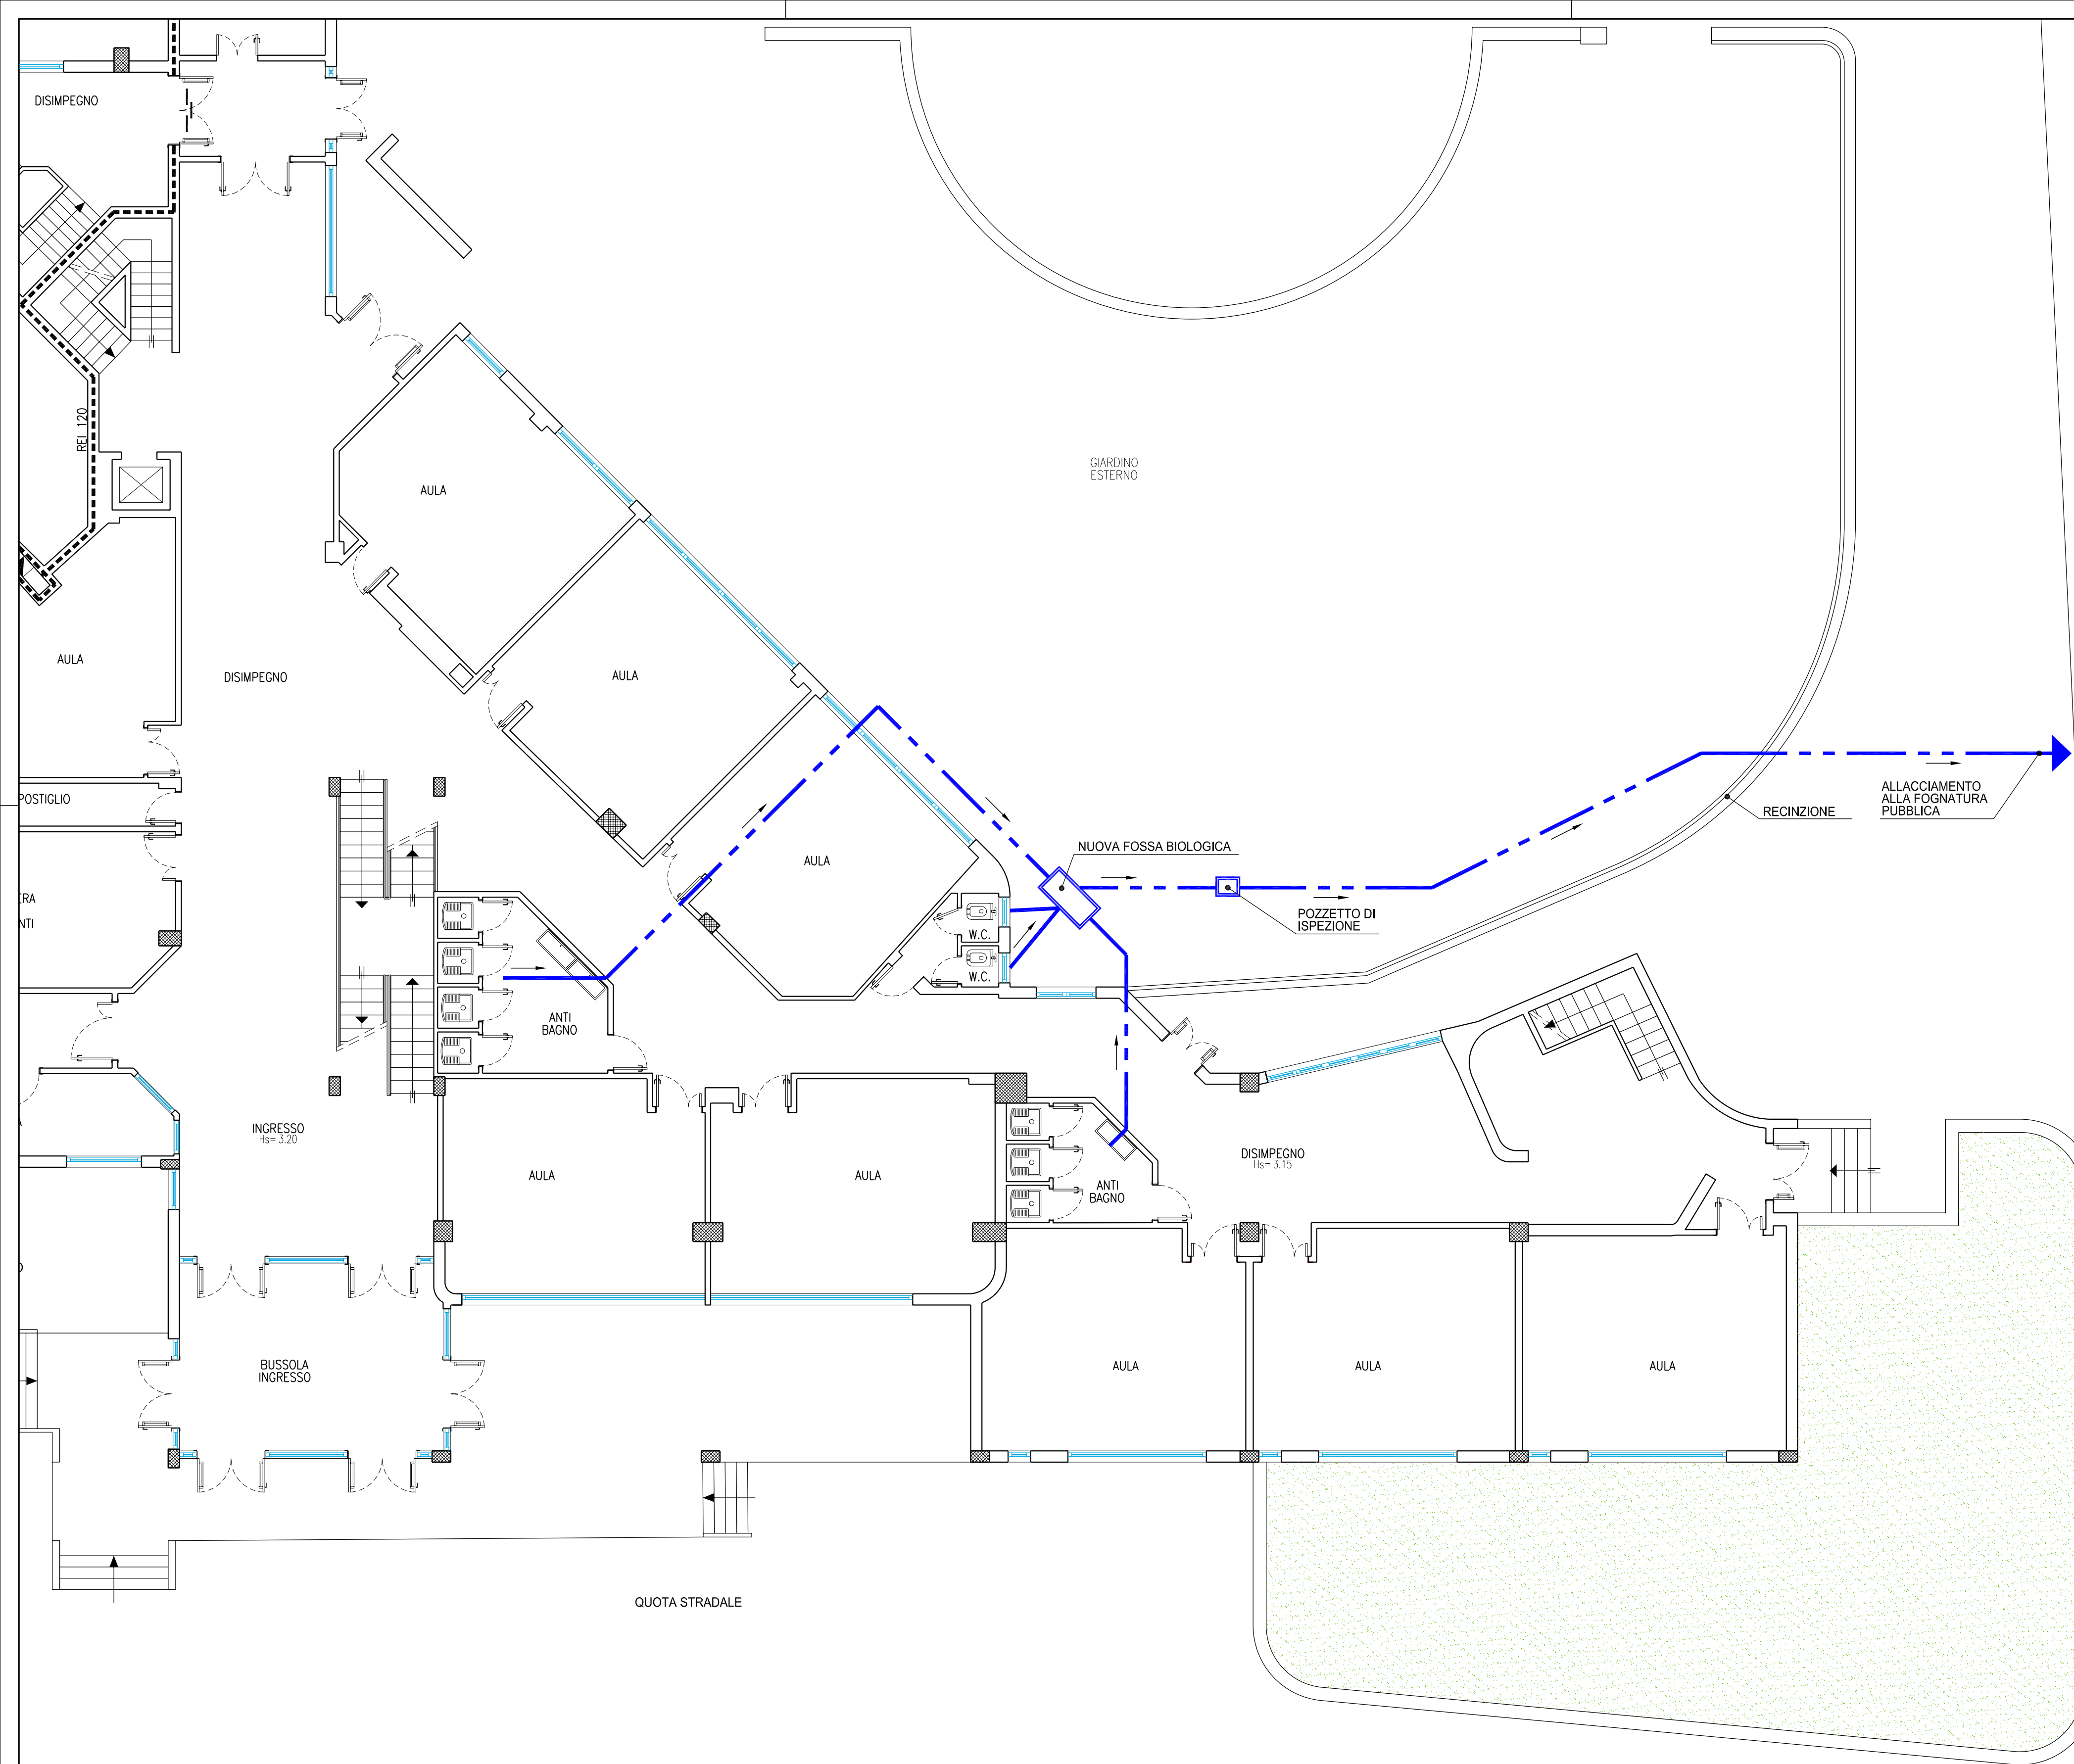 DISIMPEGNO
REI 120
GIARDINO
ESTERNO
AULA
AULA
AULA
DISIMPEGNO
POSTIGLIO
ALLACCIAMENTO
ALLA FOGNATURA
PUBBLICA
RECINZIONE
NUOVA FOSSA BIOLOGICA
AULA
ERA
NTI
POZZETTO DI
ISPEZIONE
W.C.
W.C.
ANTI
BAGNO
INGRESSO
Hs= 3.20
DISIMPEGNO
Hs= 3.15
AULA
AULA
ANTI
BAGNO
BUSSOLA
INGRESSO
AULA
AULA
AULA
QUOTA STRADALE